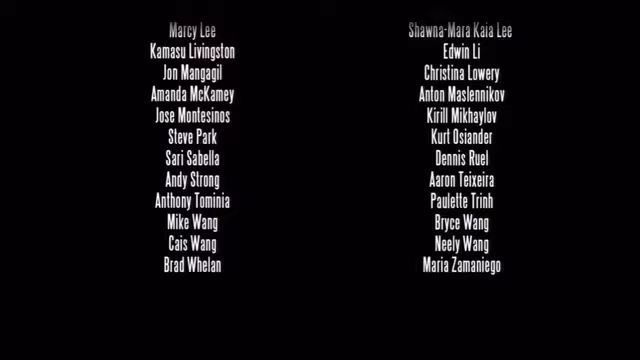 Marcy Lee
Shawna-Mara Kaia Lee
Kamasu Livingston
Edwin Li
Jon Mangagil
Christina Lowery
Amanda McKamey
Anton Maslennikov
Jose Montesinos
Kirill Mikhaylov
Steve Park
Kurt Osiander
Sari Sabella
Dennis Ruel
Andy Strong
Aaron Teixeira
Anthony Tominia
Paulette Trinh
Mike Wang
Bryce Wang
Cais Wang
Neely Wang
Brad Whelan
Maria Zamaniego